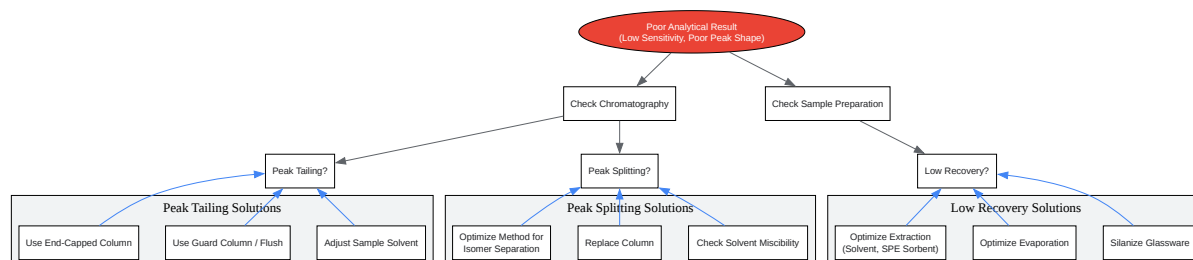 Poor Analytical Result
(Low Sensitivity, Poor Peak Shape)
Check Chromatography
Check Sample Preparation
Peak Tailing?
Peak Splitting?
Low Recovery?
Peak Tailing Solutions
Peak Splitting Solutions
Low Recovery Solutions
Use End-Capped Column
Use Guard Column / Flush
Adjust Sample Solvent
Optimize Method for
Isomer Separation
Replace Column
Check Solvent Miscibility
Optimize Extraction
(Solvent, SPE Sorbent)
Optimize Evaporation
Silanize Glassware